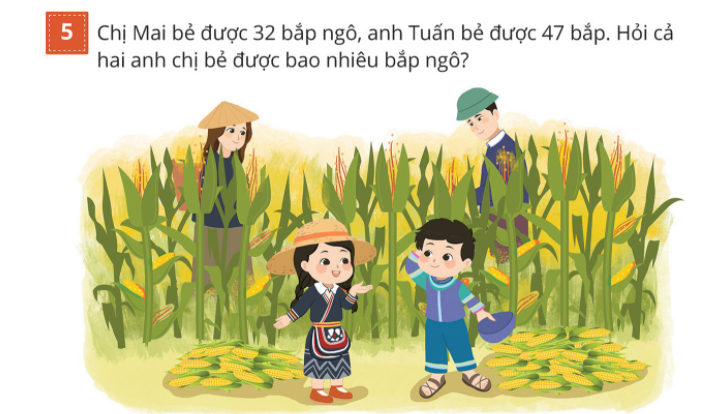 5 Chị Mai bẻ được 32 bắp ngô, anh Tuấn bẻ được 47 bắp. Hỏi cả
hai anh chị bẻ được bao nhiêu bắp ngô?